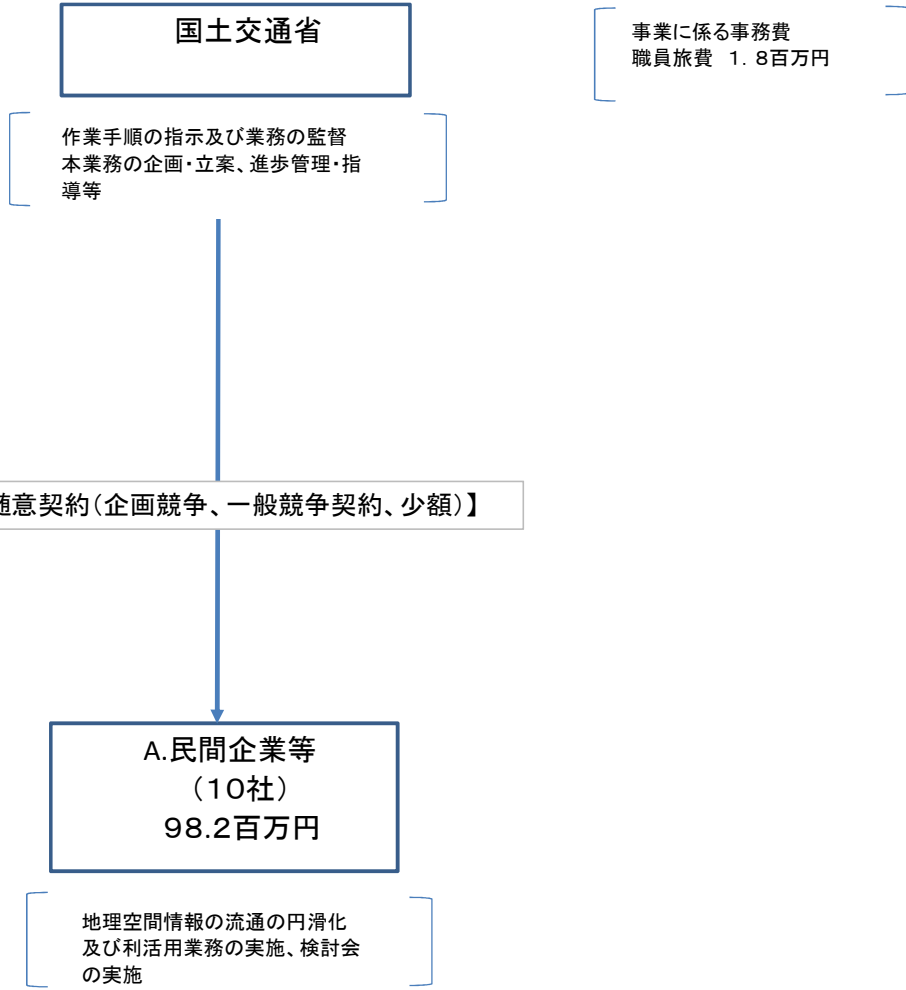 国土交通省
事業に係る事務費
職員旅費　1．8百万円
作業手順の指示及び業務の監督
本業務の企画・立案、進歩管理・指
導等
随意契約（企画競争、一般競争契約、少額）】
A.民間企業等
（１０社）
98.2百万円
地理空間情報の流通の円滑化
及び利活用業務の実施、検討会
の実施